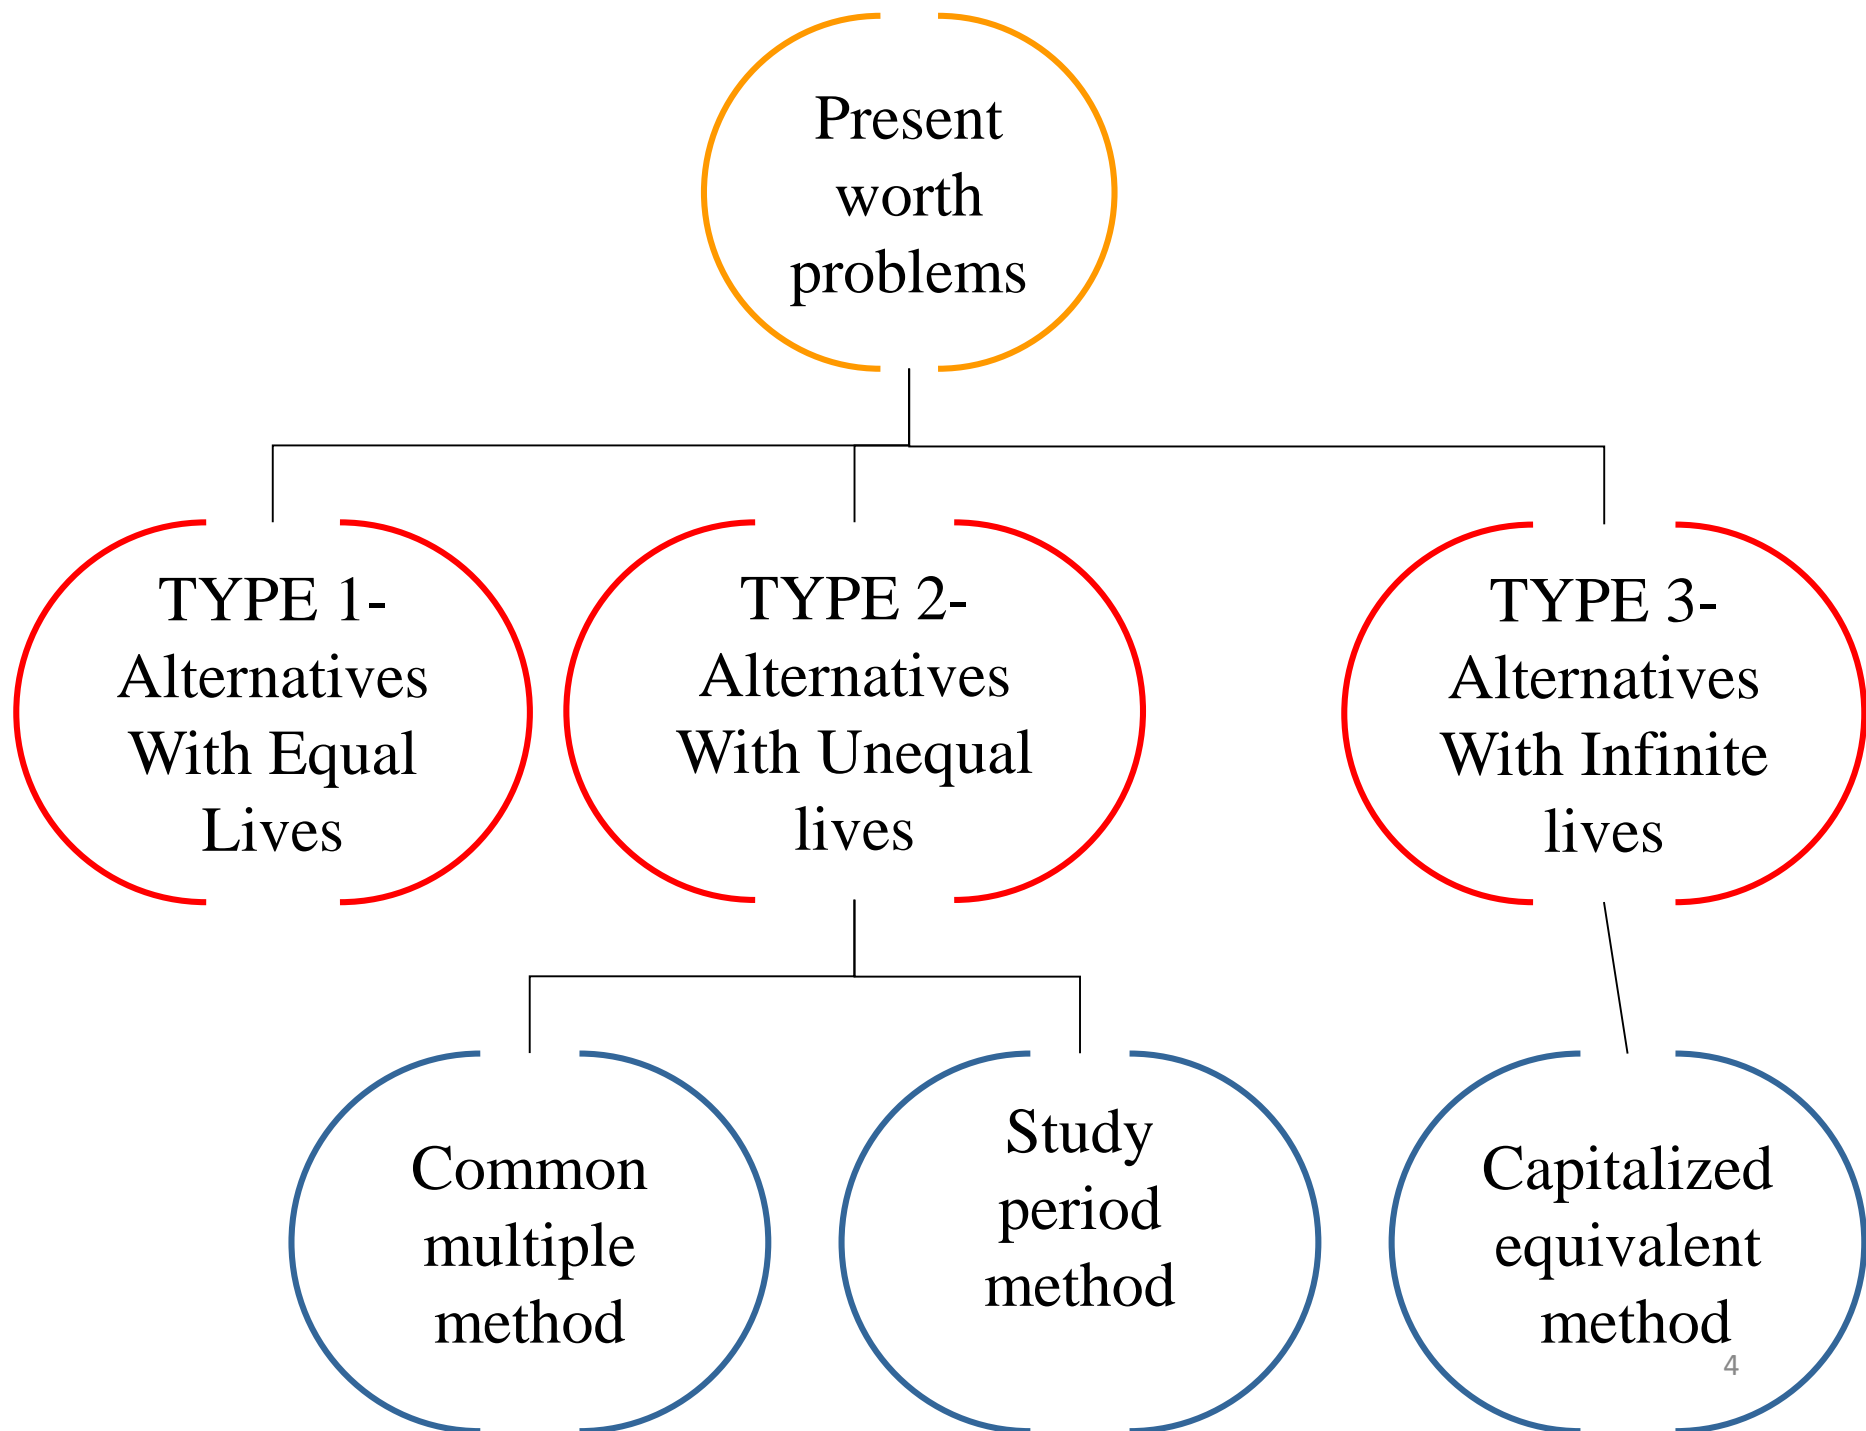 Present
worth
problems
TYPE 1-
Alternatives
With Equal
Lives
TYPE 2-
Alternatives
With Unequal
lives
TYPE 3-
Alternatives
With Infinite
lives
Common
multiple
method
Study
period
method
Capitalized
equivalent
method
4